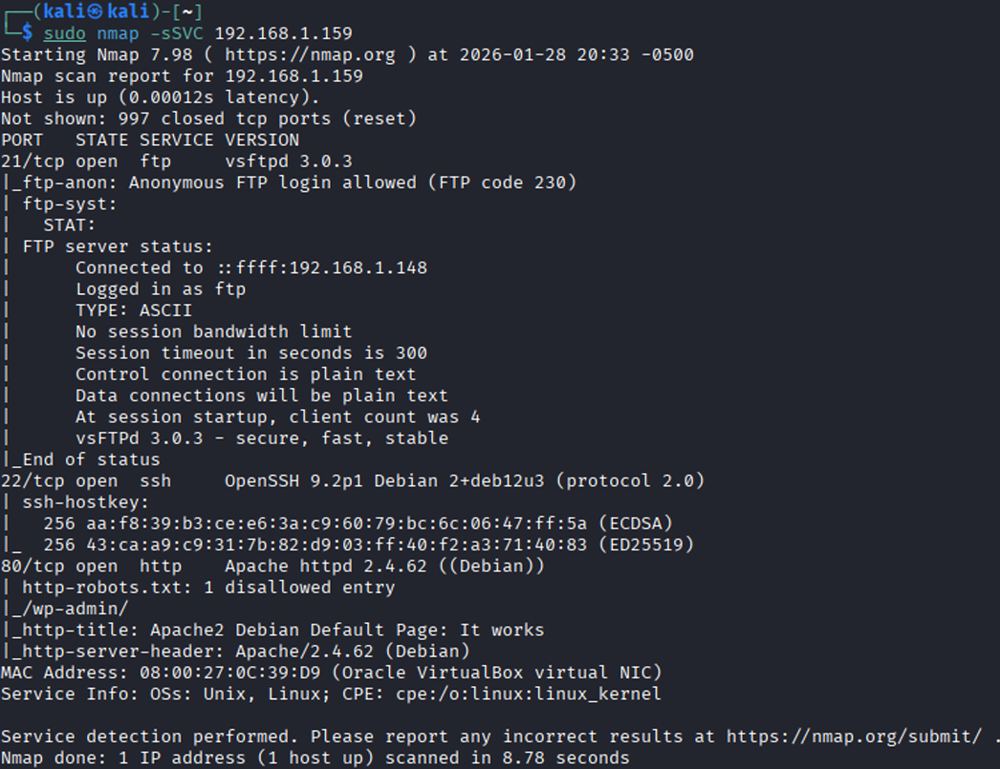 ┌──(kali㉿kali)-[~]
└─$ sudo nmap -sSVC 192.168.1.159
Starting Nmap 7.98 ( https://nmap.org ) at 2026-01-28 20:33 -0500
Nmap scan report for 192.168.1.159
Host is up (0.00012s latency).
Not shown: 997 closed tcp ports (reset)
PORT   STATE SERVICE VERSION
21/tcp open  ftp     vsftpd 3.0.3
|_ftp-anon: Anonymous FTP login allowed (FTP code 230)
| ftp-syst:
|   STAT:
| FTP server status:
|      Connected to ::ffff:192.168.1.148
|      Logged in as ftp
|      TYPE: ASCII
|      No session bandwidth limit
|      Session timeout in seconds is 300
|      Control connection is plain text
|      Data connections will be plain text
|      At session startup, client count was 4
|      vsFTPd 3.0.3 - secure, fast, stable
|_End of status
22/tcp open  ssh     OpenSSH 9.2p1 Debian 2+deb12u3 (protocol 2.0)
| ssh-hostkey:
|   256 aa:f8:39:b3:ce:e6:3a:c9:60:79:bc:6c:06:47:ff:5a (ECDSA)
|_  256 43:ca:a9:c9:31:7b:82:d9:03:ff:40:f2:a3:71:40:83 (ED25519)
80/tcp open  http    Apache httpd 2.4.62 ((Debian))
| http-robots.txt: 1 disallowed entry
|_/wp-admin/
|_http-title: Apache2 Debian Default Page: It works
|_http-server-header: Apache/2.4.62 (Debian)
MAC Address: 08:00:27:0C:39:D9 (Oracle VirtualBox virtual NIC)
Service Info: OSs: Unix, Linux; CPE: cpe:/o:linux:linux_kernel

Service detection performed. Please report any incorrect results at https://nmap.org/submit/ .
Nmap done: 1 IP address (1 host up) scanned in 8.78 seconds